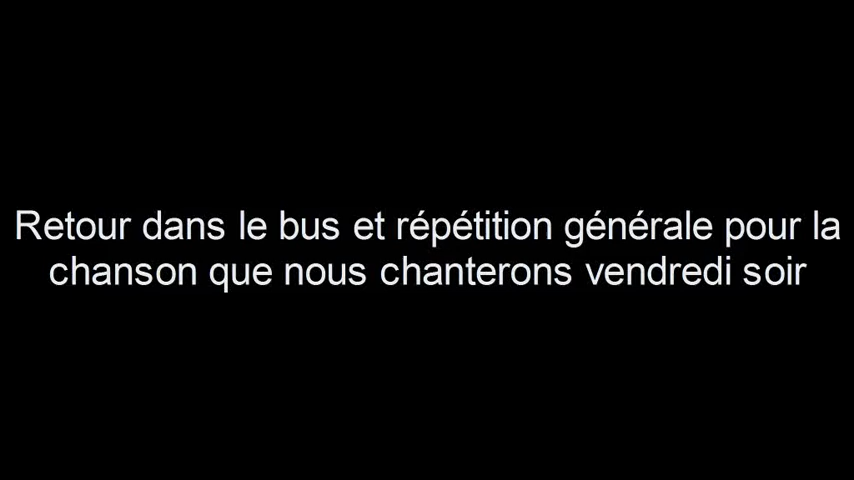 Retour dans le bus et répétition générale pour la
chanson que nous chanterons vendredi soir